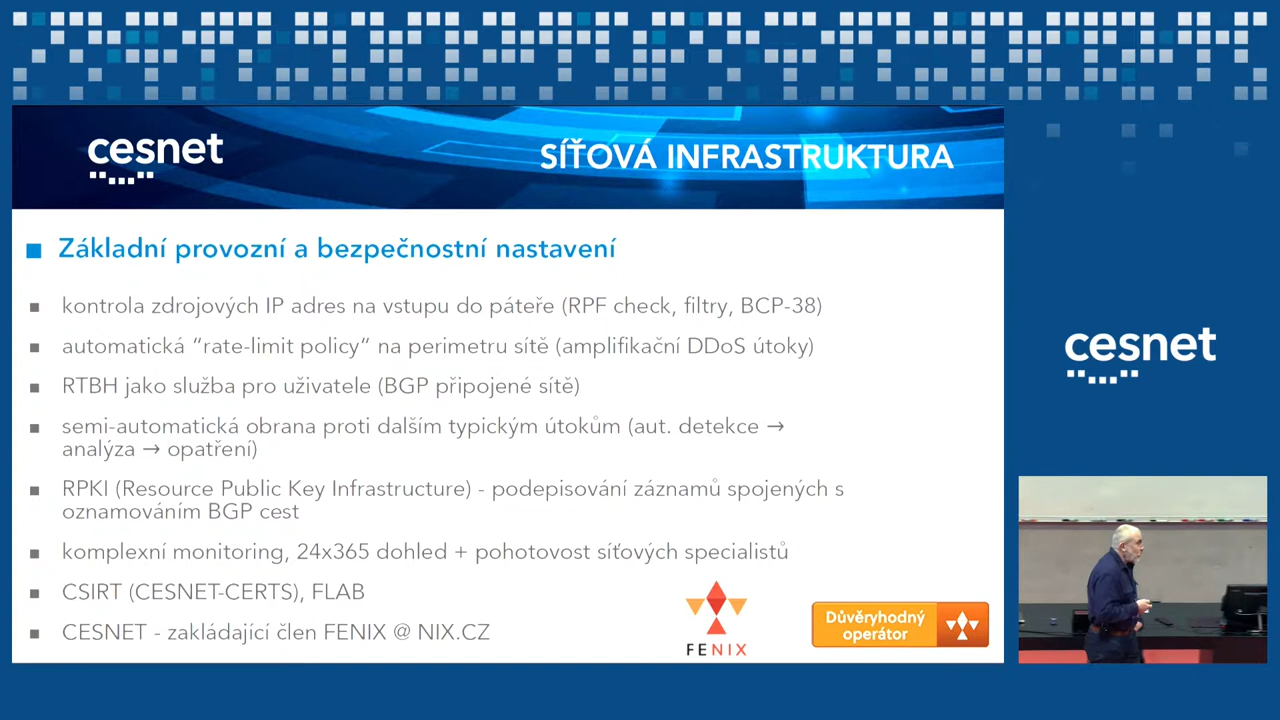 cesnet
SÍŤOVÁ INFRASTRUKTURA
Základní provozní a bezpečnostní nastavení
kontrola zdrojových IP adres na vstupu do páteře (RPF check, filtry, BCP-38)
automatická “rate-limit policy“ na perimetru sítě (amplifikační DDoS útoky)
RTBH jako služba pro uživatele (BGP připojené sítě)
semi-automatická obrana proti dalším typickým útokům (aut. detekce →
analýza → opatření)
RPKI (Resource Public Key Infrastructure) - podepisování záznamů spojených s
oznamováním BGP cest
komplexní monitoring, 24x365 dohled + pohotovost síťových specialistů
CSIRT (CESNET-CERTS), FLAB
CESNET - zakládající člen FENIX @ NIX.CZ
FENIX
Důvěryhodný
operátor
cesnet